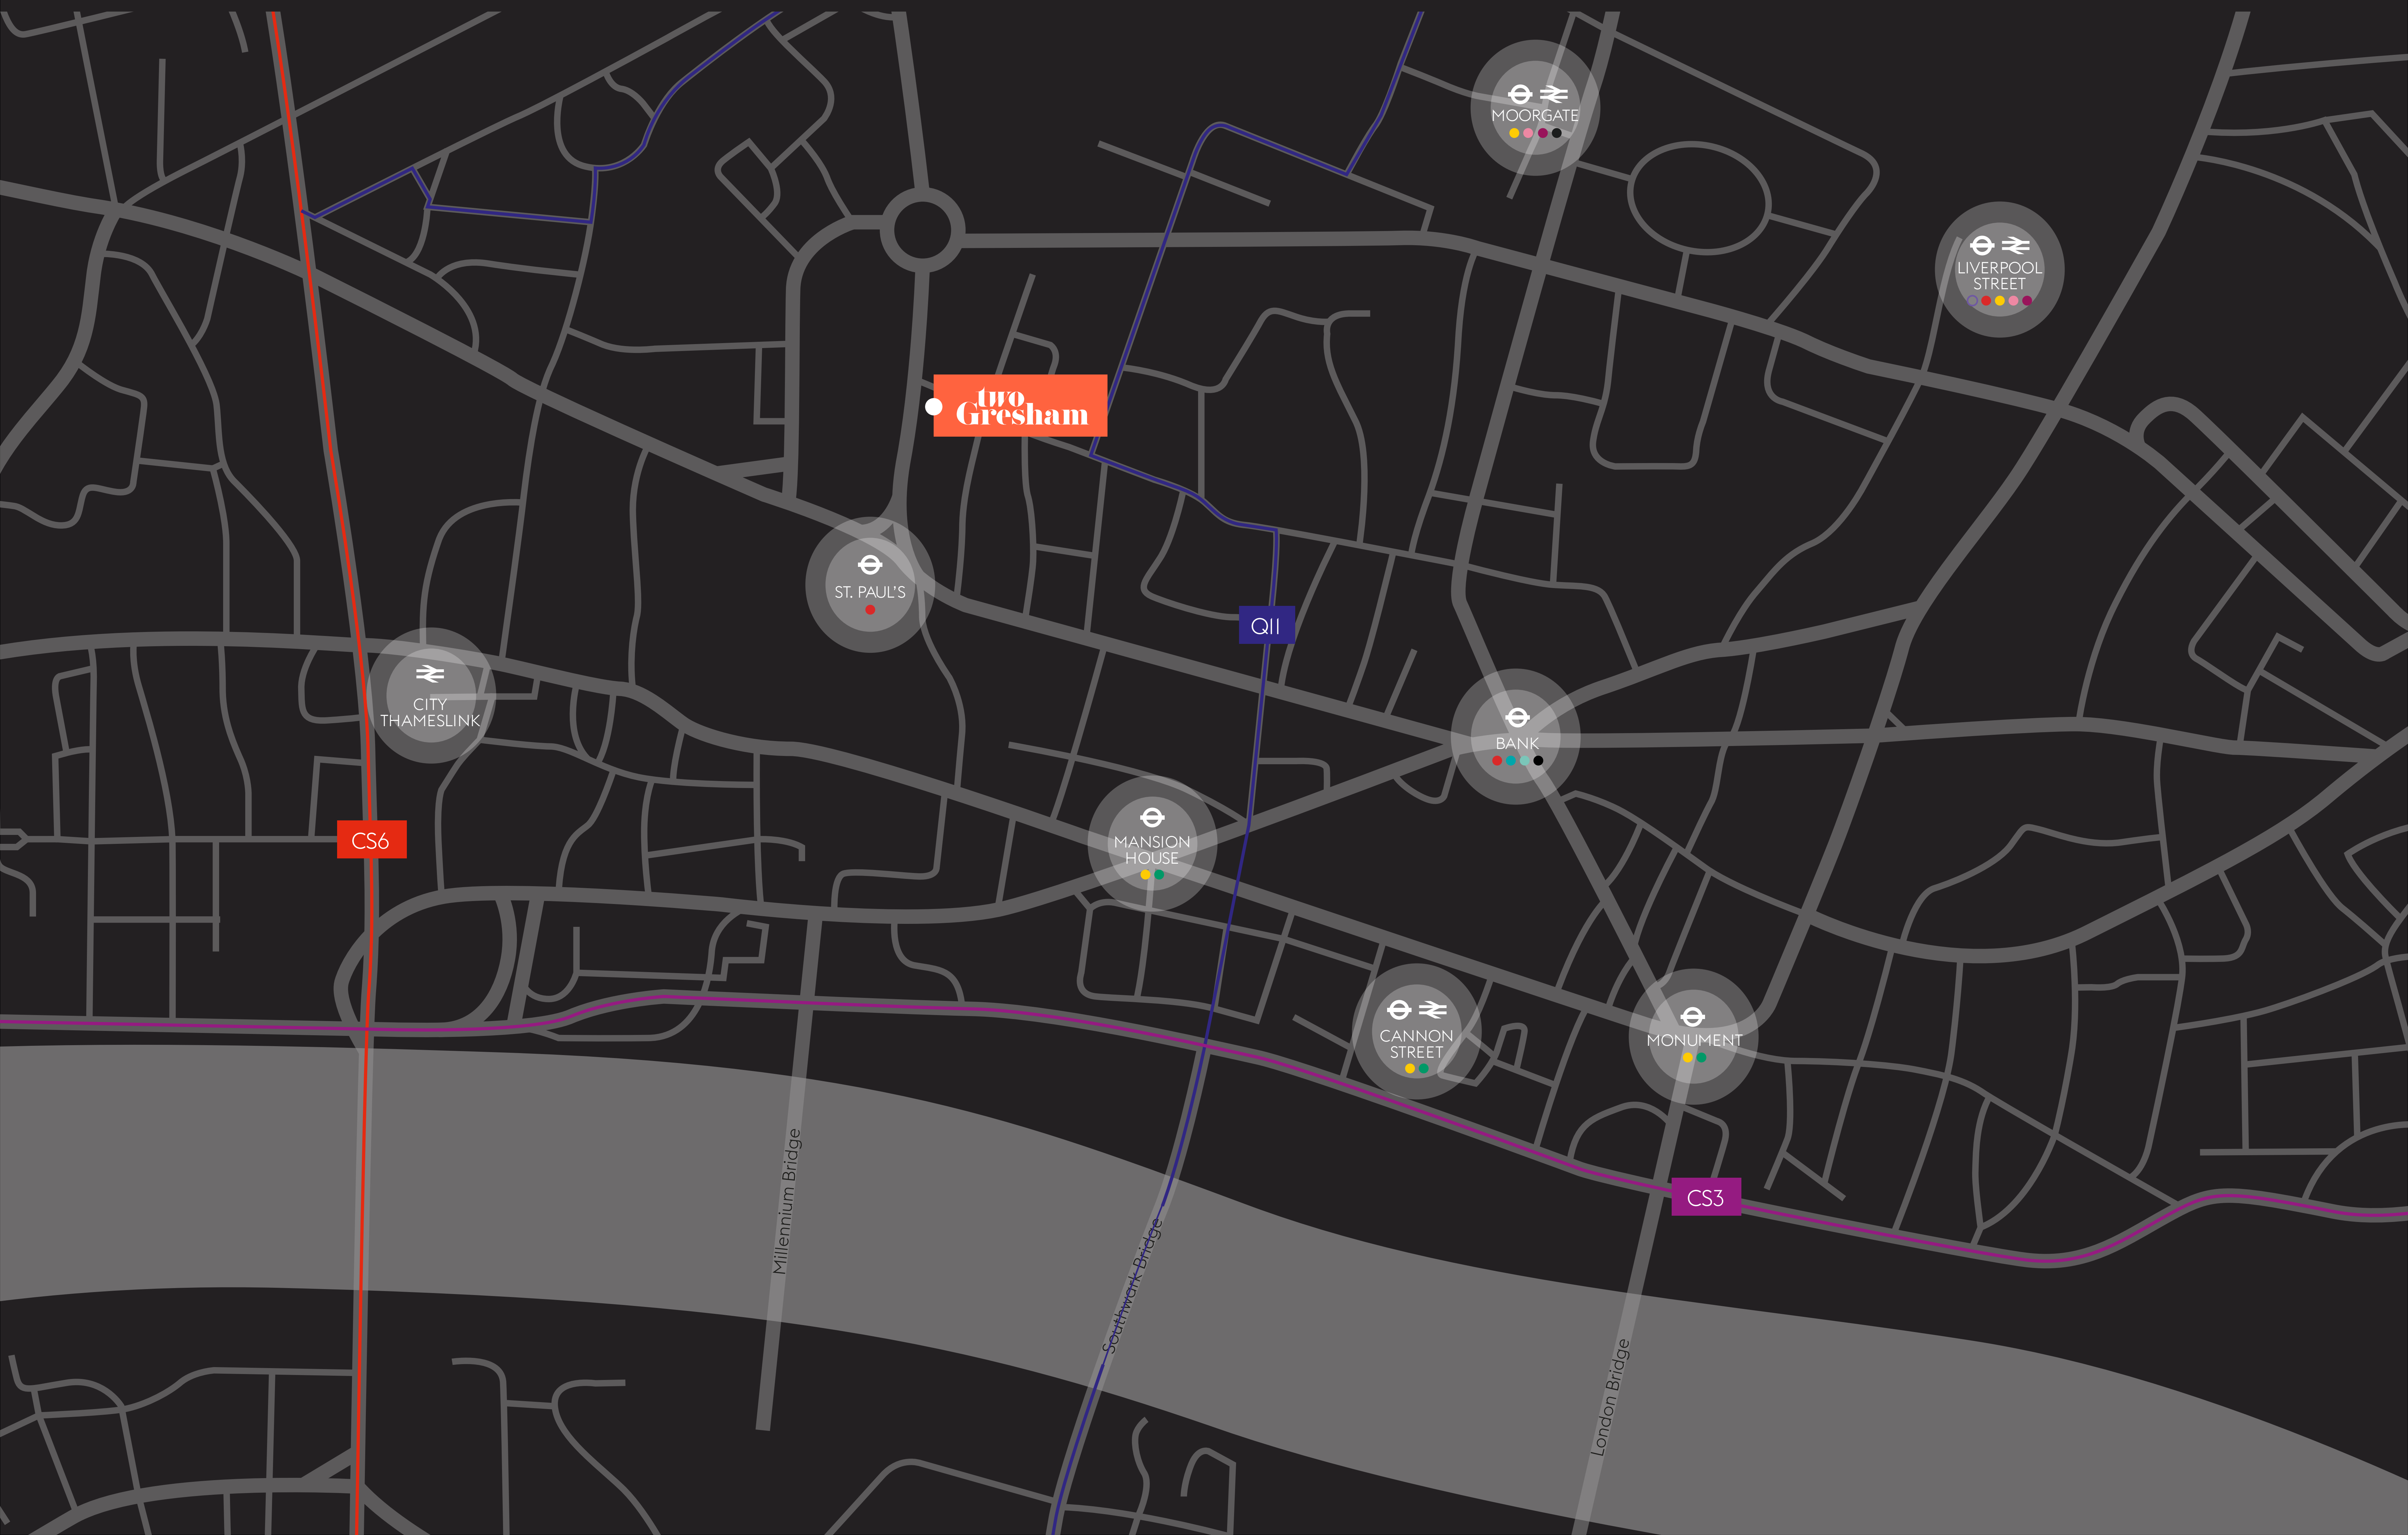 MOORGATE
LIVERPOOL
STREET
two
Gresham
ST. PAUL'S
Q11
CITY
THAMESLINK
BANK
CS6
MANSION
HOUSE
CANNON
STREET
MONUMENT
CS3
Millennium Bridge
Southwark Bridge
London Bridge